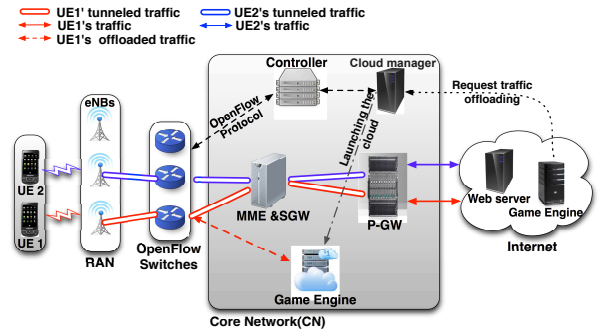 UE1' tunneled traffic
UE2's tunneled traffic
UE1's traffic
UE2's traffic
UE1's offloaded traffic
Controller
Cloud manager
eNBs
OpenFlow
Protocol
Launching the
cloud
Request traffic
offloading
UE 2
UE 1
MME &SGW
P-GW
Web server
Game Engine
RAN
OpenFlow
Switches
Internet
Game Engine
Core Network(CN)